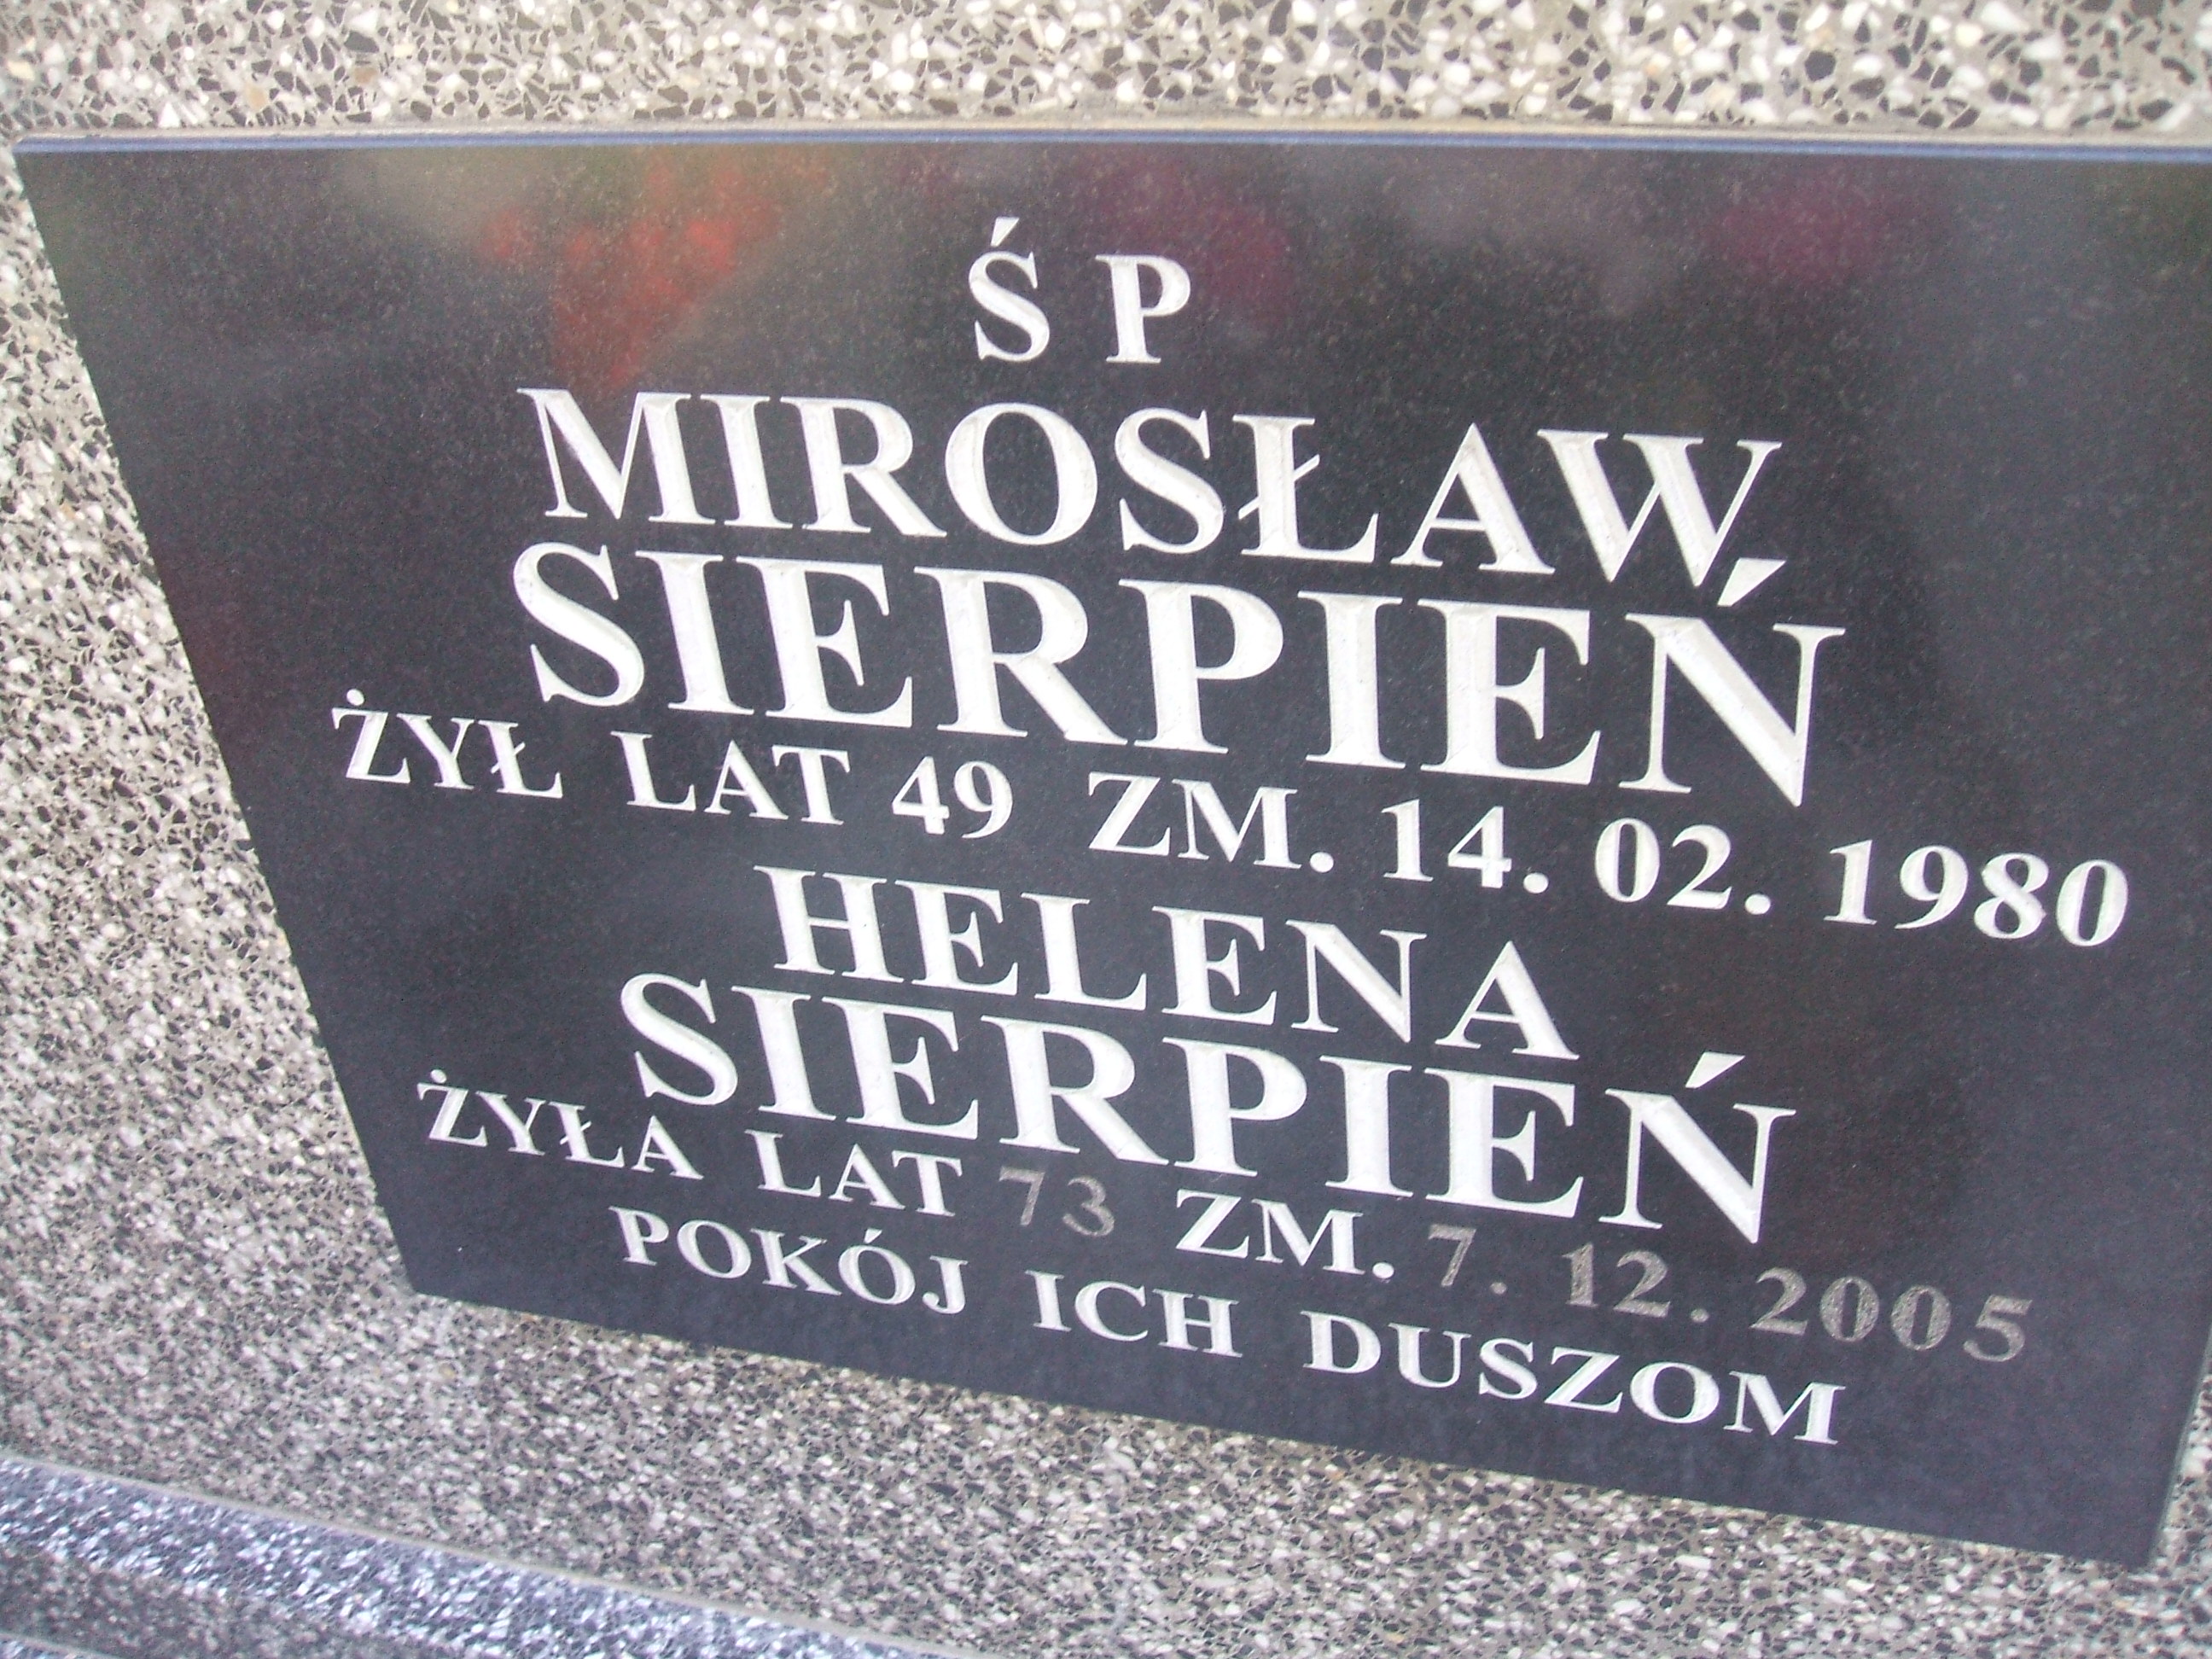 Ś P
MIROSŁAW
SIERPIEŃ
ŻYŁ LAT 49 ZM. 14. 02. 1980
HELENA
SIERPIEŃ
ŻYŁA LAT 73 ZM. 7. 12. 2005
POKÓJ ICH DUSZOM